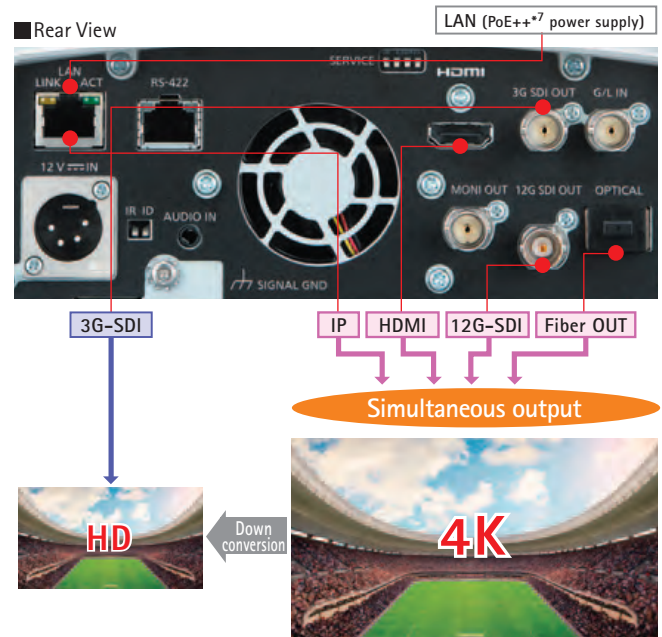 LAN (PoE++*7 power supply)
■Rear View
LAN
LINK ACT
RS-422
SERVICE
HDMI
3G SDI OUT
G/L IN
12 V⎓IN
IR ID
AUDIO IN
MONI OUT
12G SDI OUT
OPTICAL
SIGNAL GND
3G-SDI
IP
HDMI
12G-SDI
Fiber OUT
Simultaneous output
HD
Down
conversion
4K